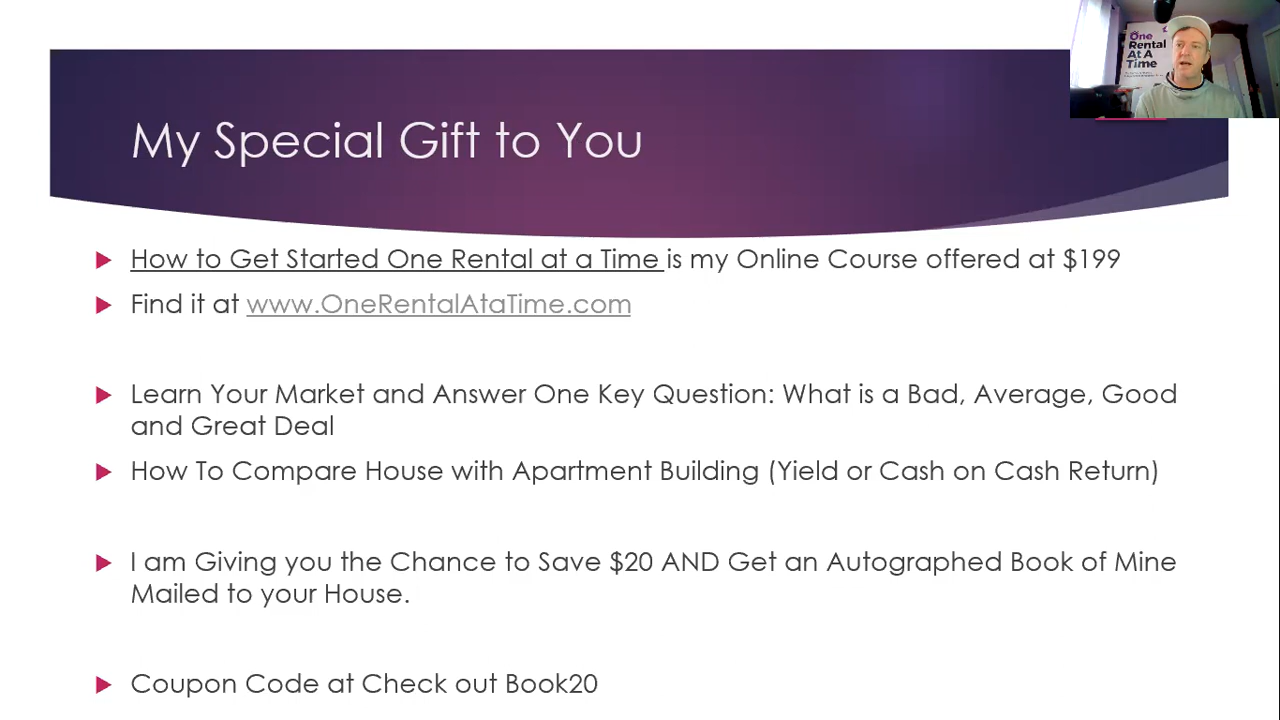 One
Rental
At A
Time
My Special Gift to You
How to Get Started One Rental at a Time is my Online Course offered at $199
Find it at www.OneRentalAtaTime.com
Learn Your Market and Answer One Key Question: What is a Bad, Average, Good
and Great Deal
How To Compare House with Apartment Building (Yield or Cash on Cash Return)
I am Giving you the Chance to Save $20 AND Get an Autographed Book of Mine
Mailed to your House.
Coupon Code at Check out Book20